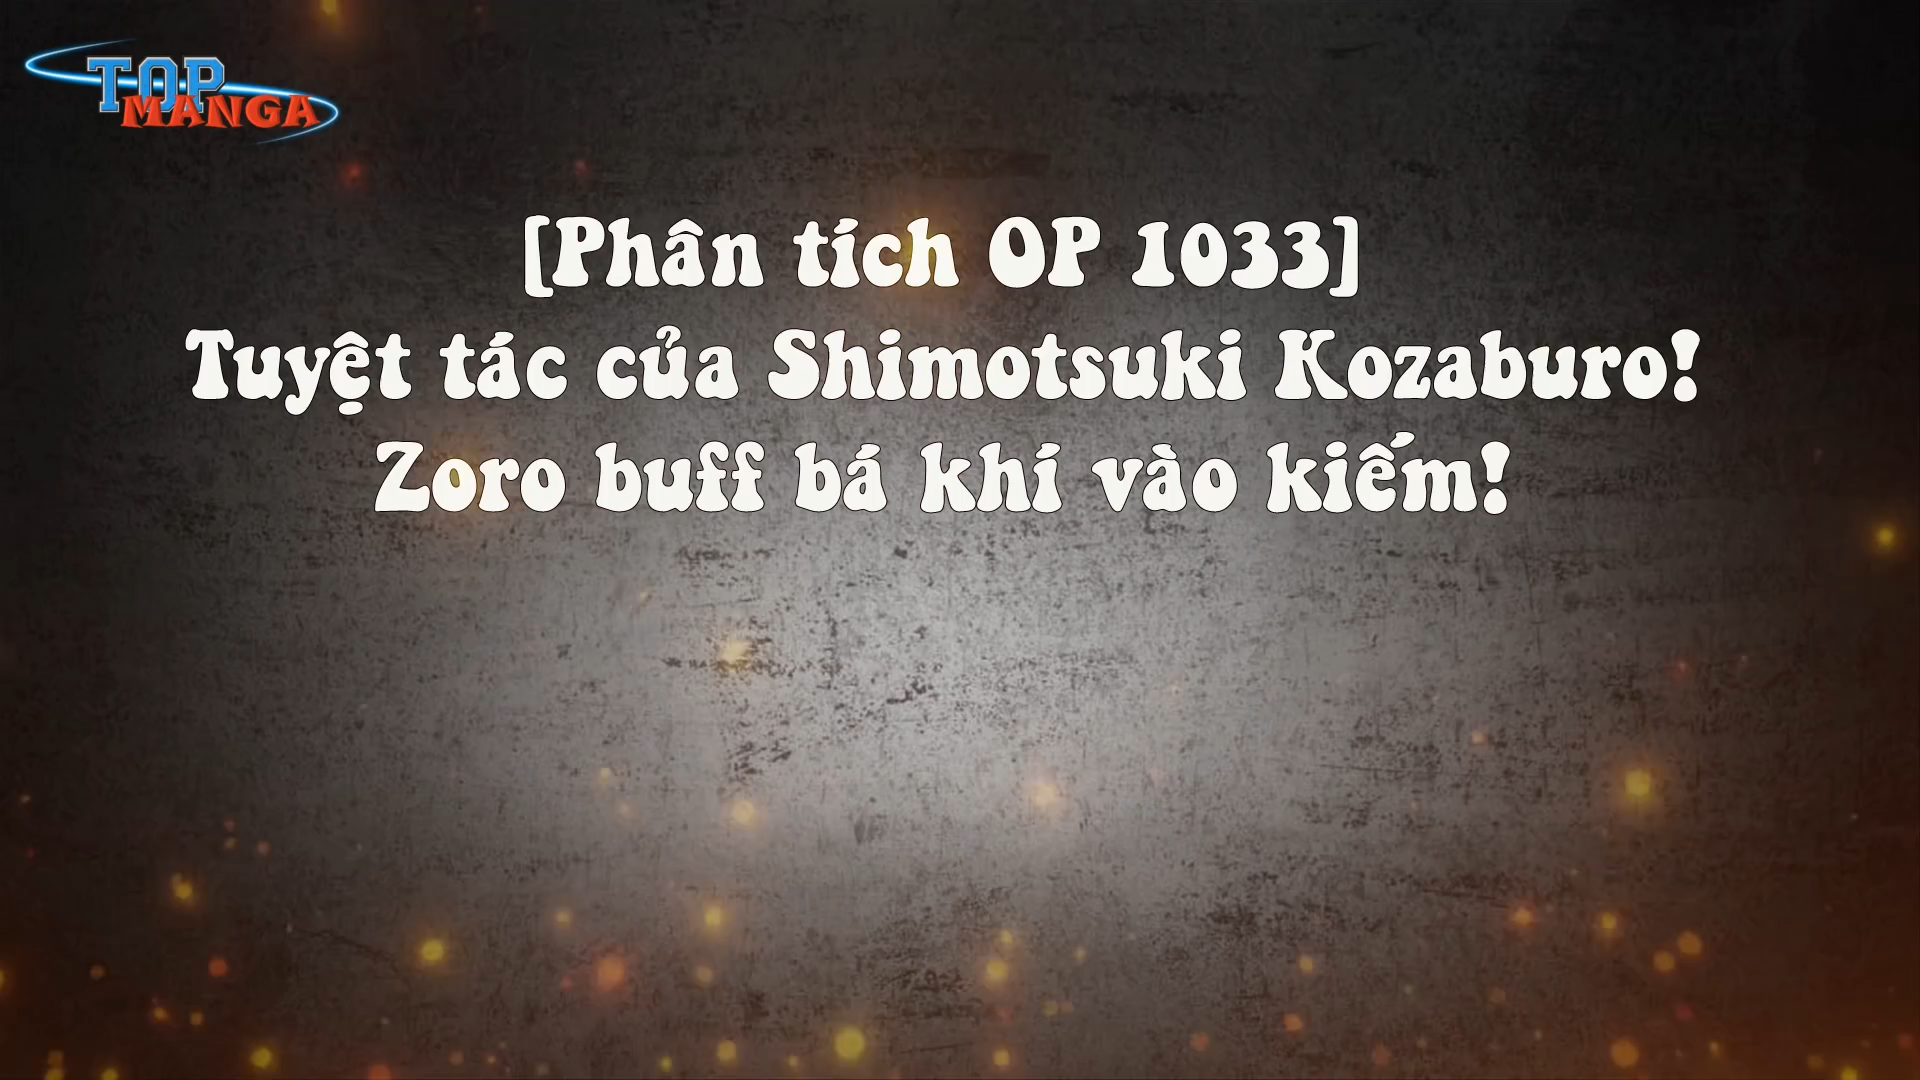 TOP
MANGA
[Phân tích OP 1033]
Tuyệt tác của Shimotsuki Kozaburo!
Zoro buff bá khí vào kiếm!